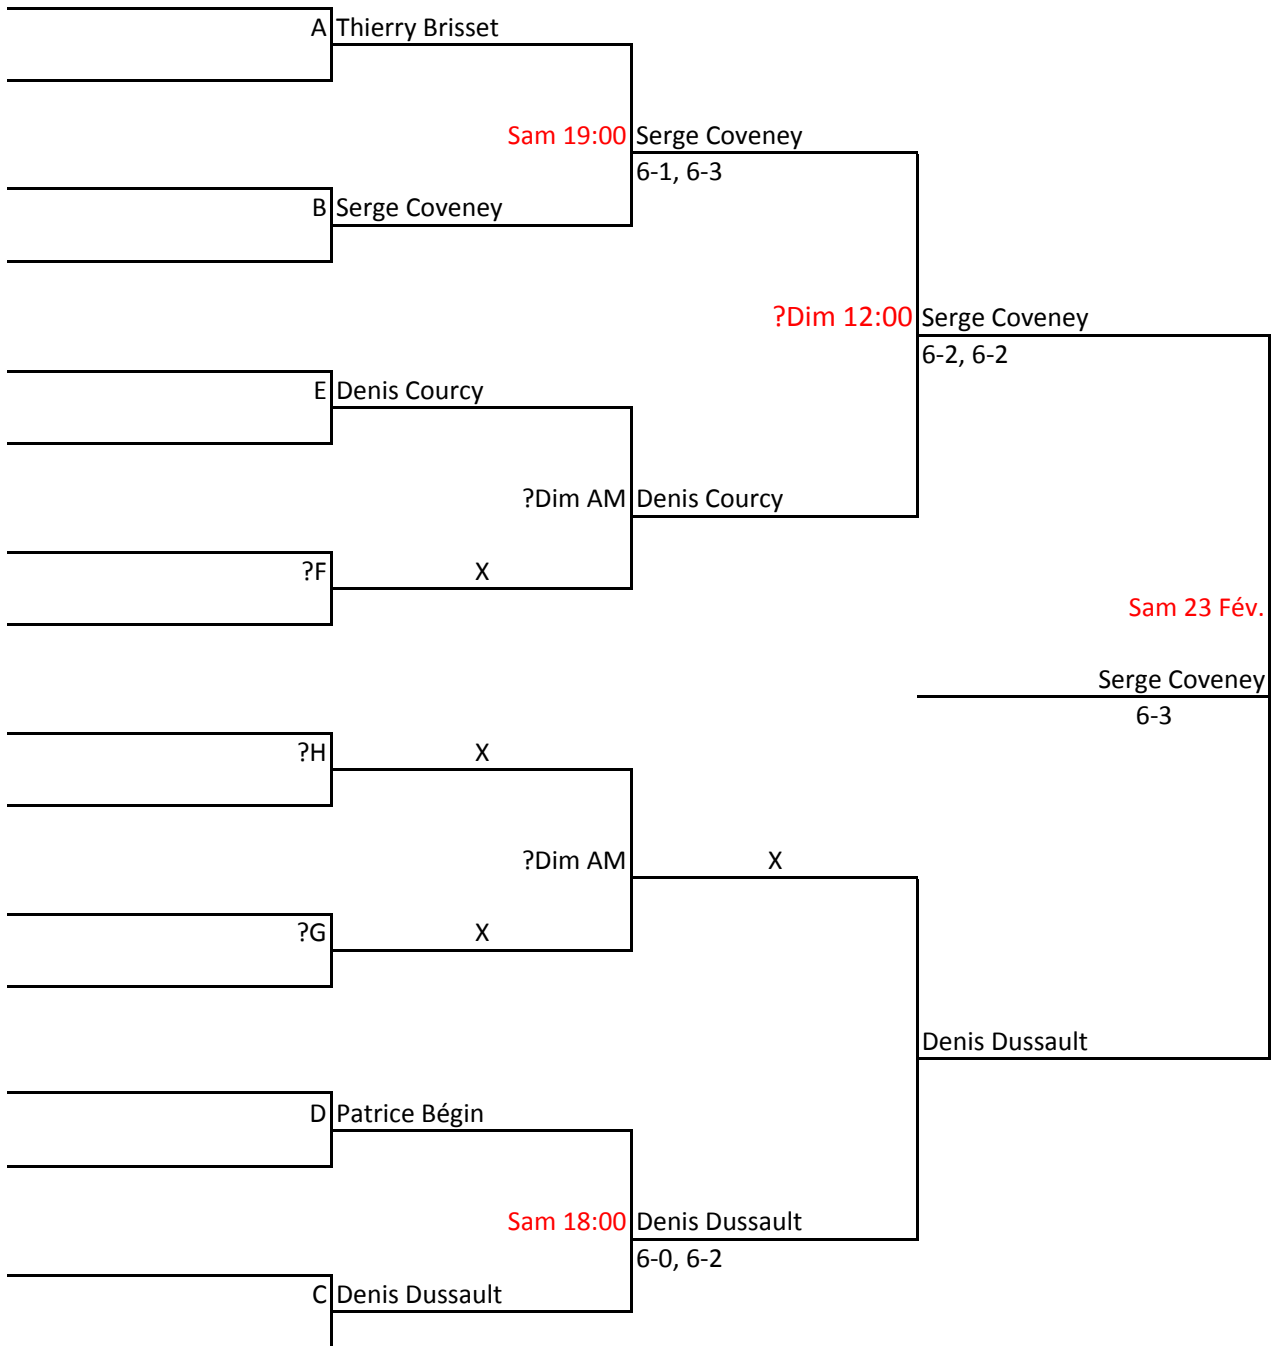 A Thierry Brisset
Sam 19:00 Serge Coveney
6-1, 6-3
B Serge Coveney
?Dim 12:00 Serge Coveney
6-2, 6-2
E Denis Courcy
?Dim AM Denis Courcy
?F X
Sam 23 Fév.
Serge Coveney
6-3
?H X
?Dim AM X
?G X
Denis Dussault
D Patrice Bégin
Sam 18:00 Denis Dussault
6-0, 6-2
C Denis Dussault